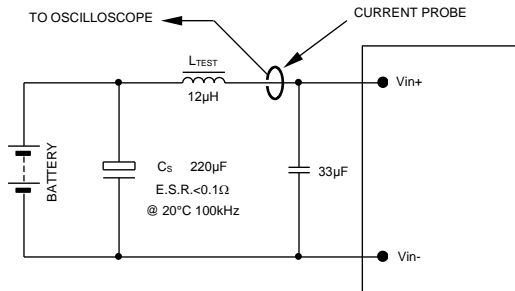 TO OSCILLOSCOPE
CURRENT PROBE
LTEST
12µH
Vin+
BATTERY
CS 220µF
E.S.R.<0.1Ω
@ 20°C 100kHz
33µF
Vin-